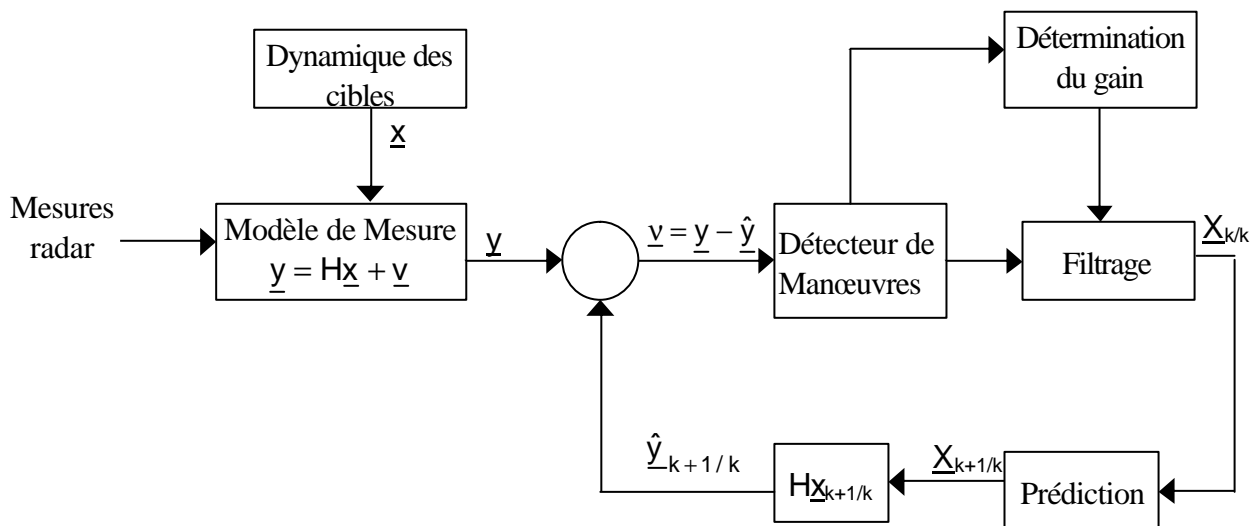 Dynamique des
cibles
Détermination
du gain
x
Mesures
radar
Modèle de Mesure
y = Hx + v
y
ν = y − ŷ
Détecteur de
Manœuvres
Filtrage
X k/k
ŷ k + 1 / k
Hx k+1/k
X k+1/k
Prédiction